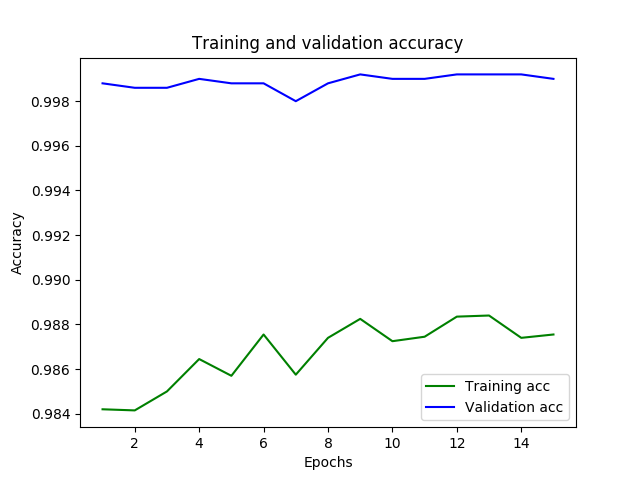 Training and validation accuracy
0.998
0.996
0.994
0.992
0.990
0.988
0.986
0.984
Accuracy
Training acc
Validation acc
2 4 6 8 10 12 14
Epochs